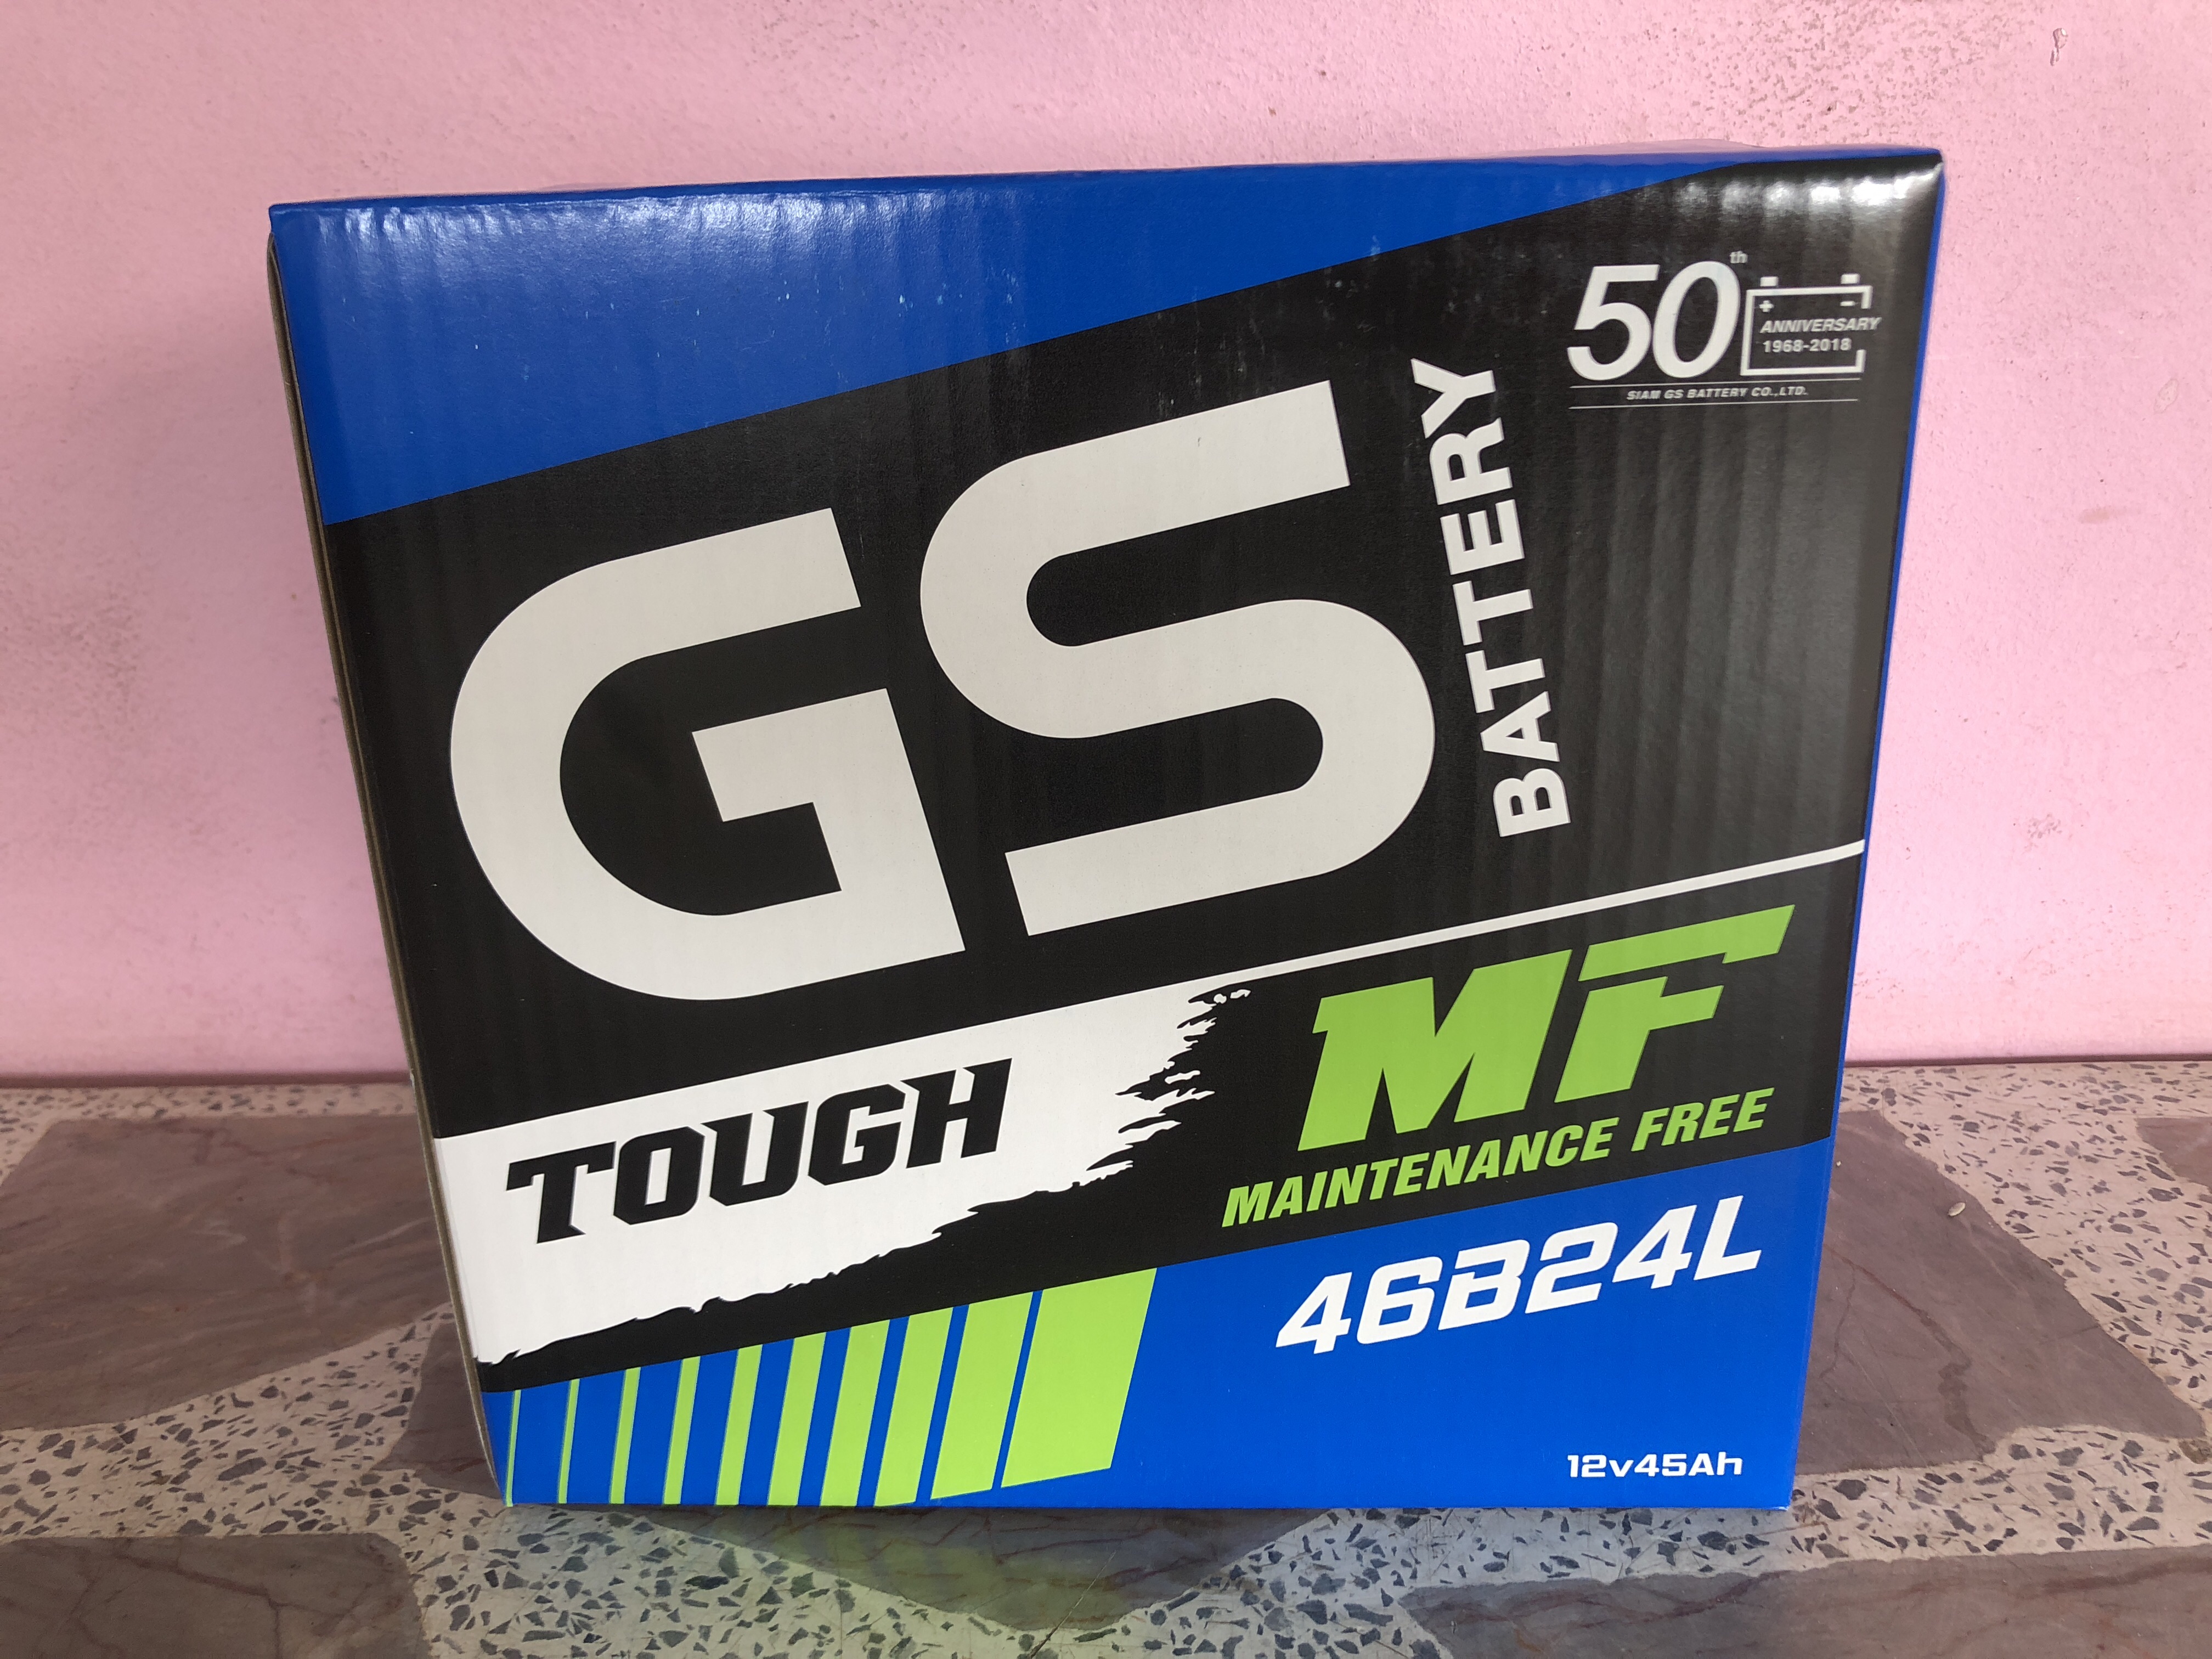 50th
+ -
ANNIVERSARY
1968-2018
SIAM GS BATTERY CO.,LTD.
GS
BATTERY
TOUGH
MF
MAINTENANCE FREE
46B24L
12v45Ah